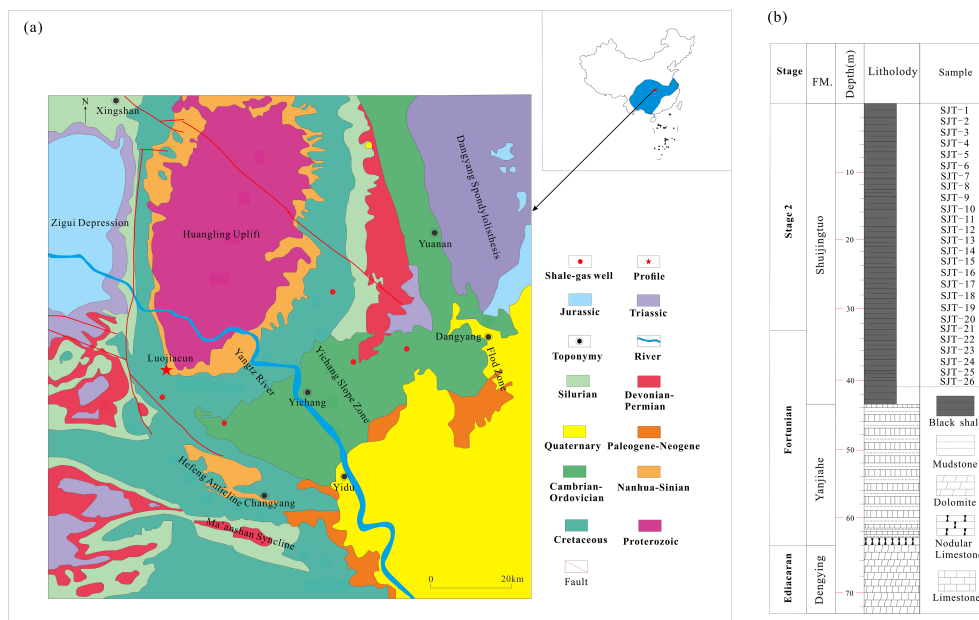 (a)
N
Xingshan
Zigui Depression
Huangling Uplift
Dangyang Spondylolisthesis
Yuanan
Luojiacun
Yangtz River
Yichang Slope Zone
Dangyang
Flod Zone
Yichang
Yidu
Hefeng Anticline
Changyang
Ma'anshan Syncline
0 20km
Shale-gas well
Profile
Jurassic
Triassic
Toponymy
River
Silurian
Devonian-
Permian
Quaternary
Paleogene-Neogene
Cambrian-
Ordovician
Nanhua-Sinian
Cretaceous
Proterozoic
Fault
(b)
Stage
FM.
Depth(m)
Litholody
Sample
Stage 2
Fortunian
Ediacaran
Shuijingtuo
Yanjiahe
Dengying
10
20
30
40
50
60
70
SJT-1
SJT-2
SJT-3
SJT-4
SJT-5
SJT-6
SJT-7
SJT-8
SJT-9
SJT-10
SJT-11
SJT-12
SJT-13
SJT-14
SJT-15
SJT-16
SJT-17
SJT-18
SJT-19
SJT-20
SJT-21
SJT-22
SJT-23
SJT-24
SJT-25
SJT-26
Black shal
Mudstone
Dolomite
Nodular
Limestone
Limestone